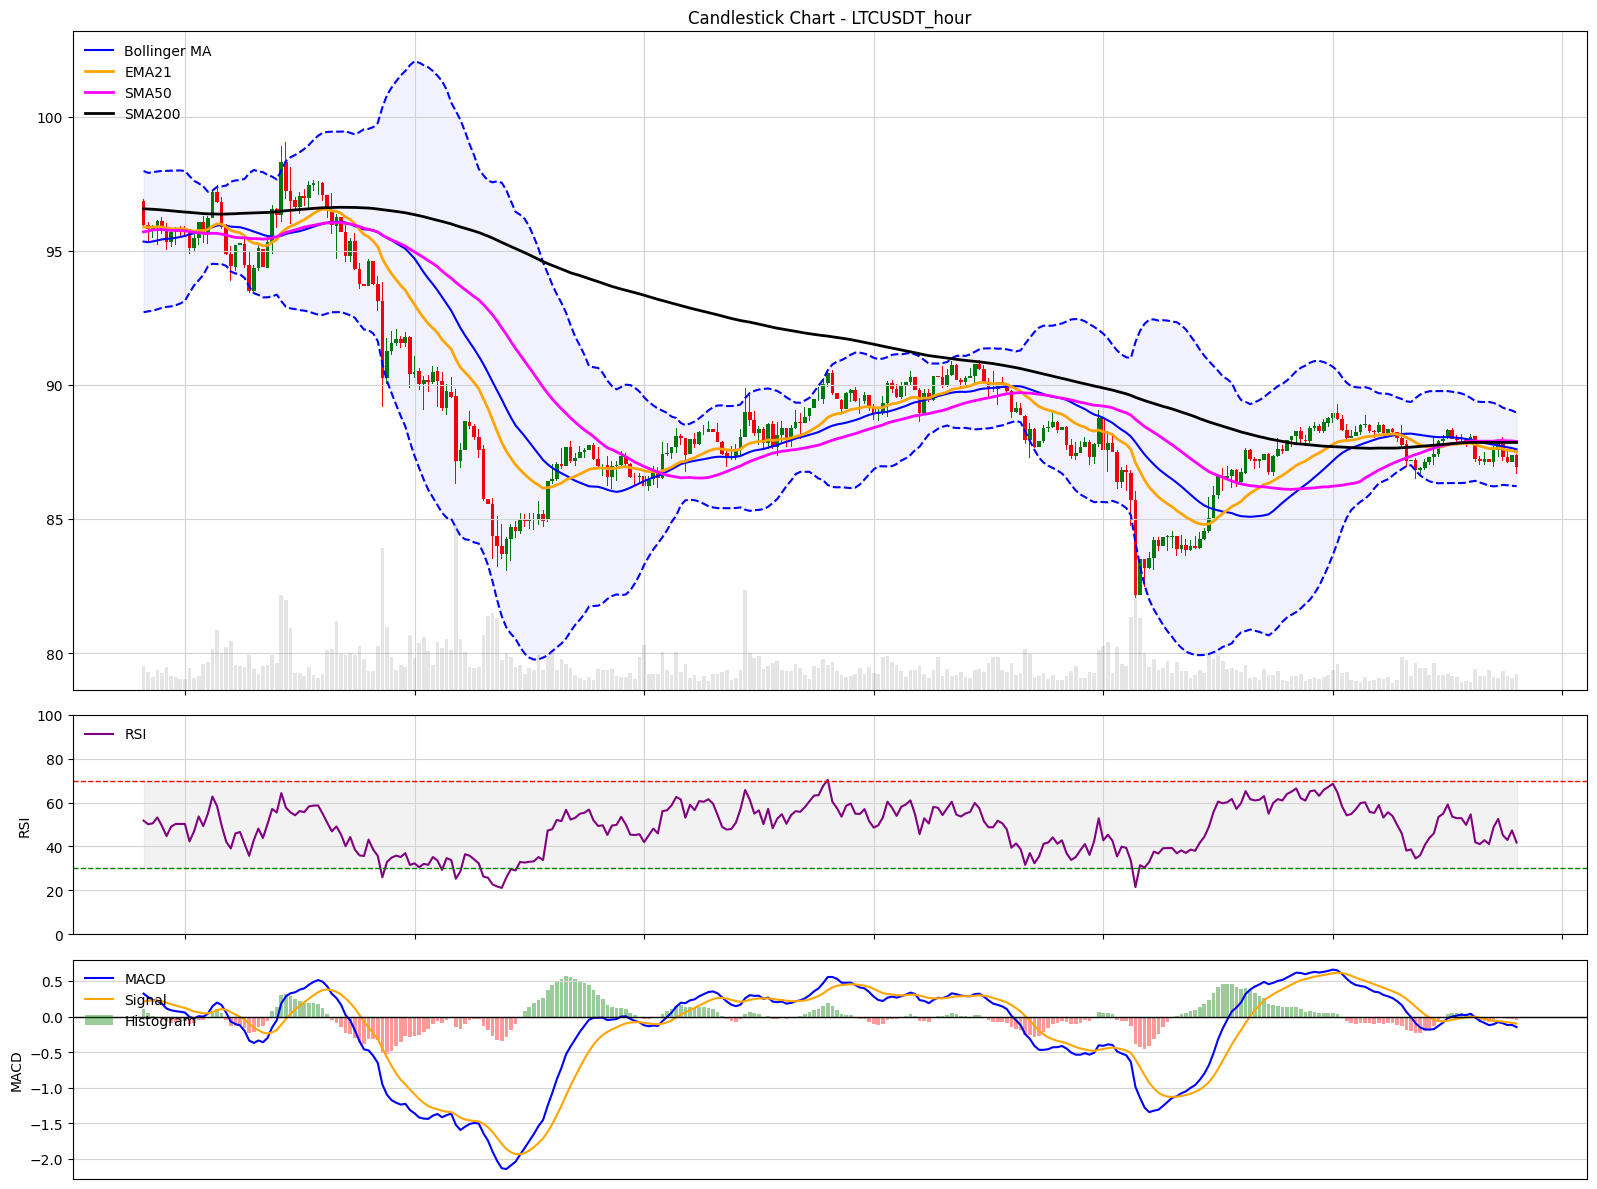 Candlestick Chart - LTCUSDT_hour
Bollinger MA
EMA21
SMA50
SMA200
100
95
90
85
80
100
80
60
40
20
0
RSI
RSI
0.5
0.0
−0.5
−1.0
−1.5
−2.0
MACD
MACD
Signal
Histogram